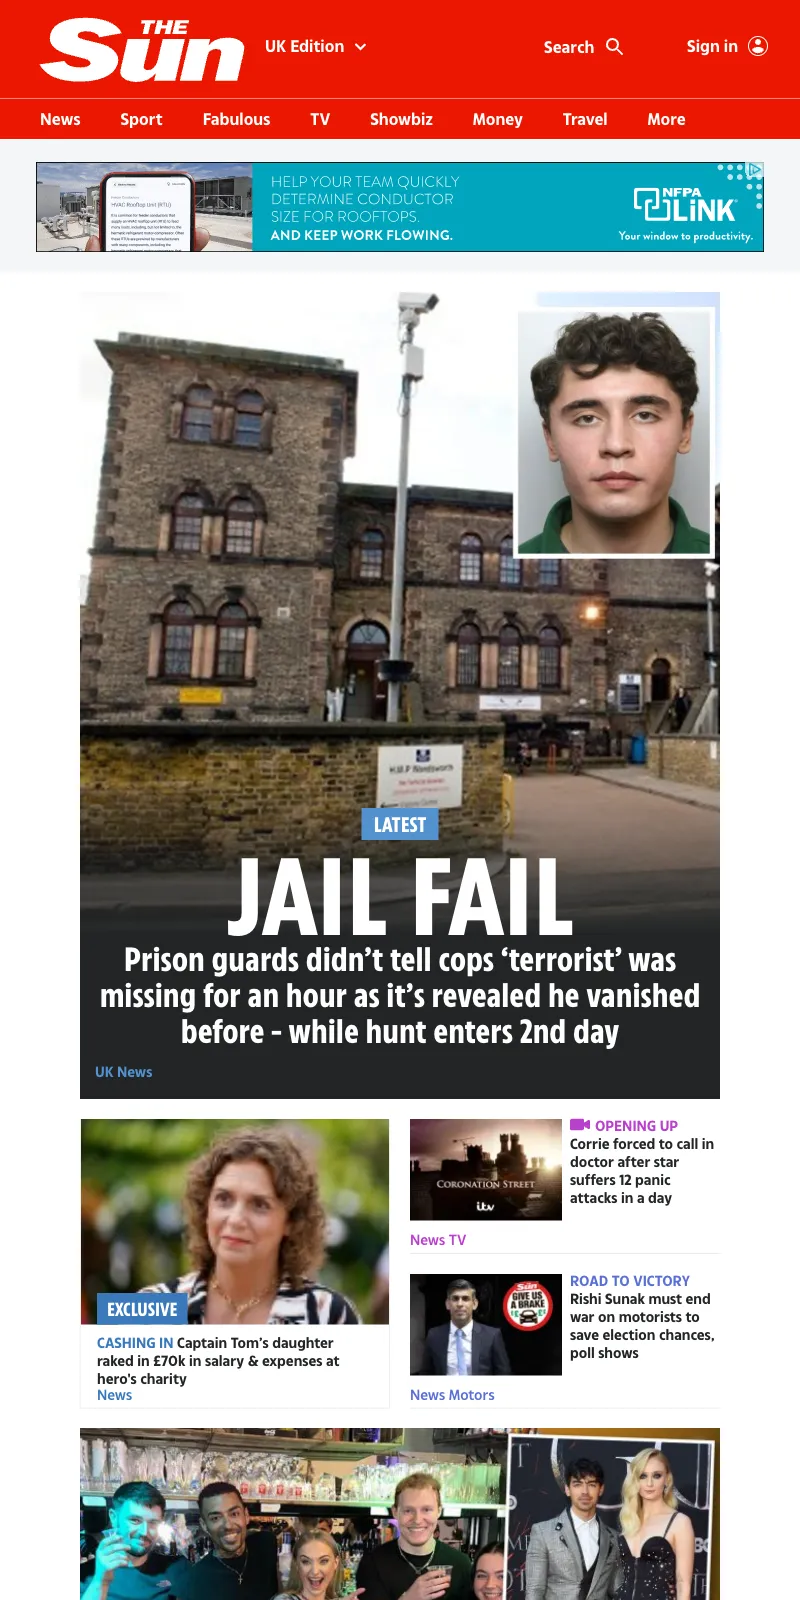 THE
Sun
UK Edition
Search
Sign in
News Sport Fabulous TV Showbiz Money Travel More
HVAC Rooftop Unit (RTU)
HELP YOUR TEAM QUICKLY
DETERMINE CONDUCTOR
SIZE FOR ROOFTOPS.
AND KEEP WORK FLOWING.
NFPA
LiNK
Your window to productivity.
H.M.P Wandsworth
LATEST
JAIL FAIL
Prison guards didn’t tell cops ‘terrorist’ was
missing for an hour as it’s revealed he vanished
before - while hunt enters 2nd day
UK News
EXCLUSIVE
CASHING IN Captain Tom’s daughter
raked in £70k in salary & expenses at
hero's charity
News
CORONATION STREET
itv
OPENING UP
Corrie forced to call in
doctor after star
suffers 12 panic
attacks in a day
News TV
Sun
GIVE US
A BRAKE
ROAD TO VICTORY
Rishi Sunak must end
war on motorists to
save election chances,
poll shows
News Motors